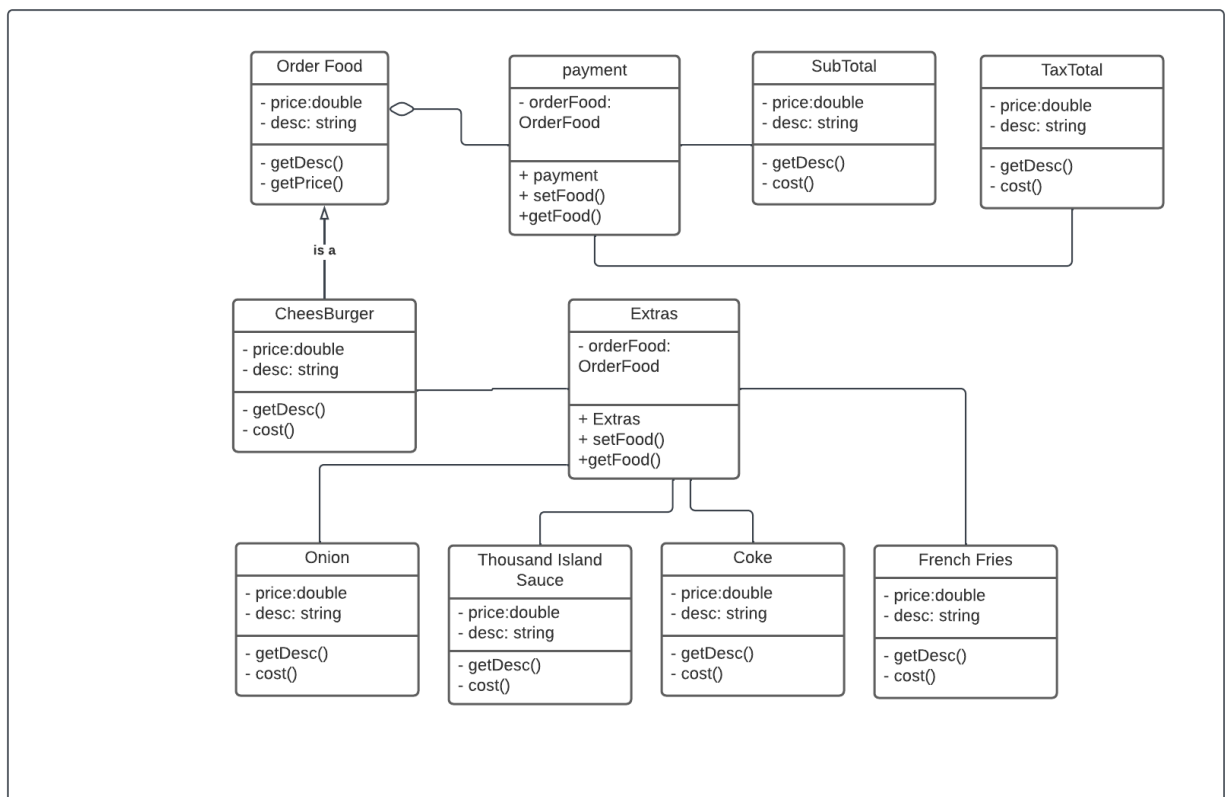 Order Food
- price:double
- desc: string
- getDesc()
- getPrice()
payment
- orderFood:
OrderFood
+ payment
+ setFood()
+getFood()
SubTotal
- price:double
- desc: string
- getDesc()
- cost()
TaxTotal
- price:double
- desc: string
- getDesc()
- cost()
is a
CheesBurger
- price:double
- desc: string
- getDesc()
- cost()
Extras
- orderFood:
OrderFood
+ Extras
+ setFood()
+getFood()
Onion
- price:double
- desc: string
- getDesc()
- cost()
Thousand Island
Sauce
- price:double
- desc: string
- getDesc()
- cost()
Coke
- price:double
- desc: string
- getDesc()
- cost()
French Fries
- price:double
- desc: string
- getDesc()
- cost()